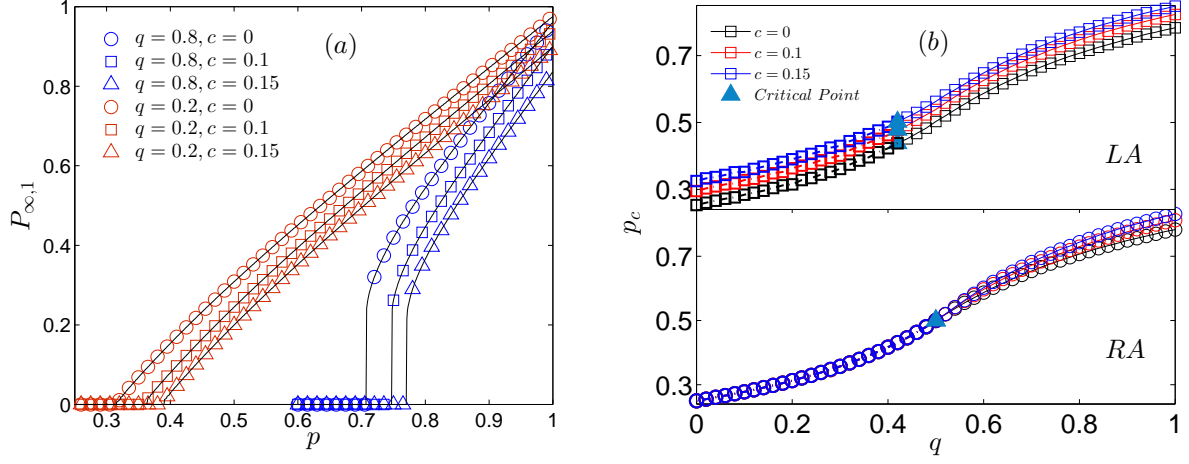 (a)
q = 0.8, c = 0
q = 0.8, c = 0.1
q = 0.8, c = 0.15
q = 0.2, c = 0
q = 0.2, c = 0.1
q = 0.2, c = 0.15
P∞,1
1
0.8
0.6
0.4
0.2
0
0.3 0.4 0.5 0.6 0.7 0.8 0.9 1
p
(b)
c = 0
c = 0.1
c = 0.15
Critical Point
LA
0.7
0.5
0.3
pc
RA
0.7
0.5
0.3
0 0.2 0.4 0.6 0.8 1
q